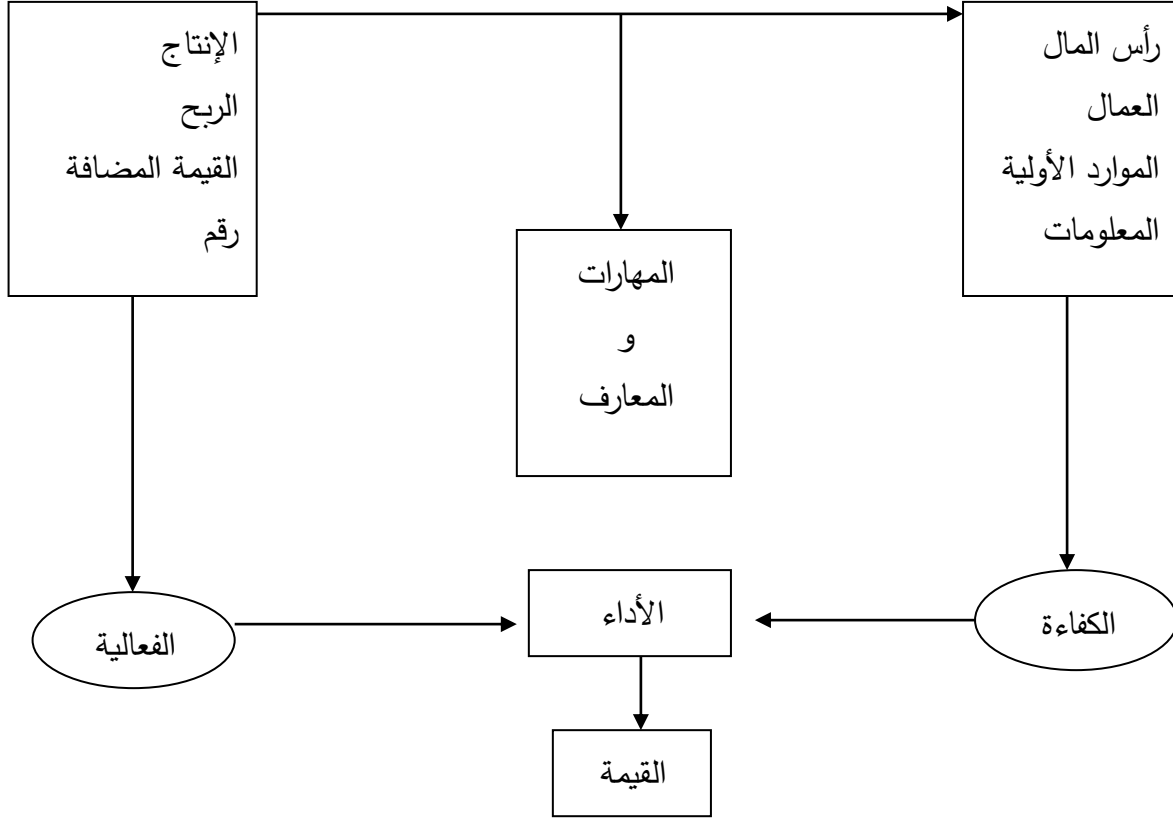 رأس المال
العمال
الموارد الأولية
المعلومات
الإنتاج
الربح
القيمة المضافة
رقم
المهارات
و
المعارف
الكفاءة
الأداء
الفعالية
القيمة